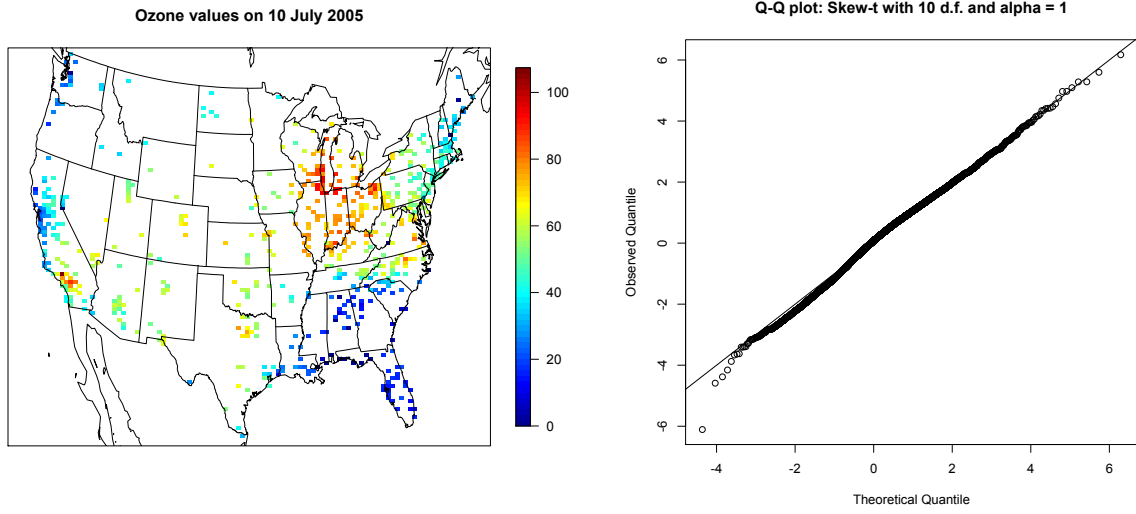 Ozone values on 10 July 2005
100
80
60
40
20
0
Q-Q plot: Skew-t with 10 d.f. and alpha = 1
Observed Quantile
6
4
2
0
-2
-4
-6
-4 -2 0 2 4 6
Theoretical Quantile